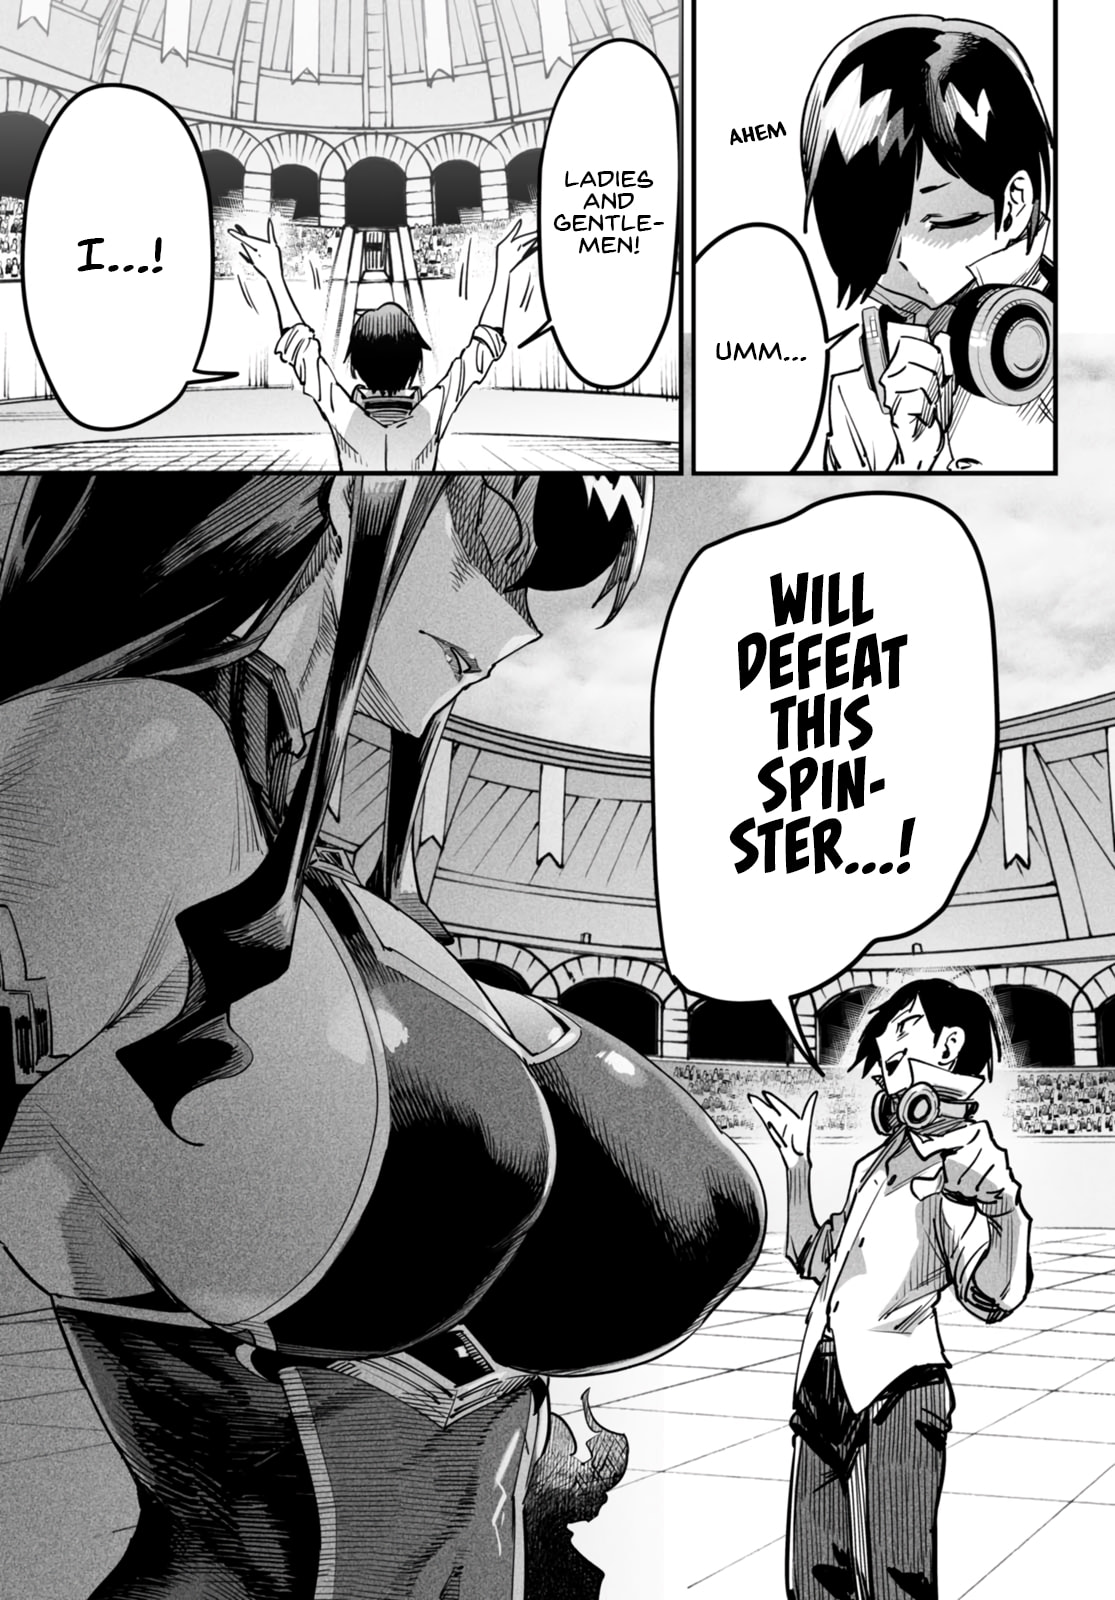 AHEM
UMM...
LADIES
AND
GENTLE-
MEN!
I...!
WILL
DEFEAT
THIS
SPIN-
STER...!